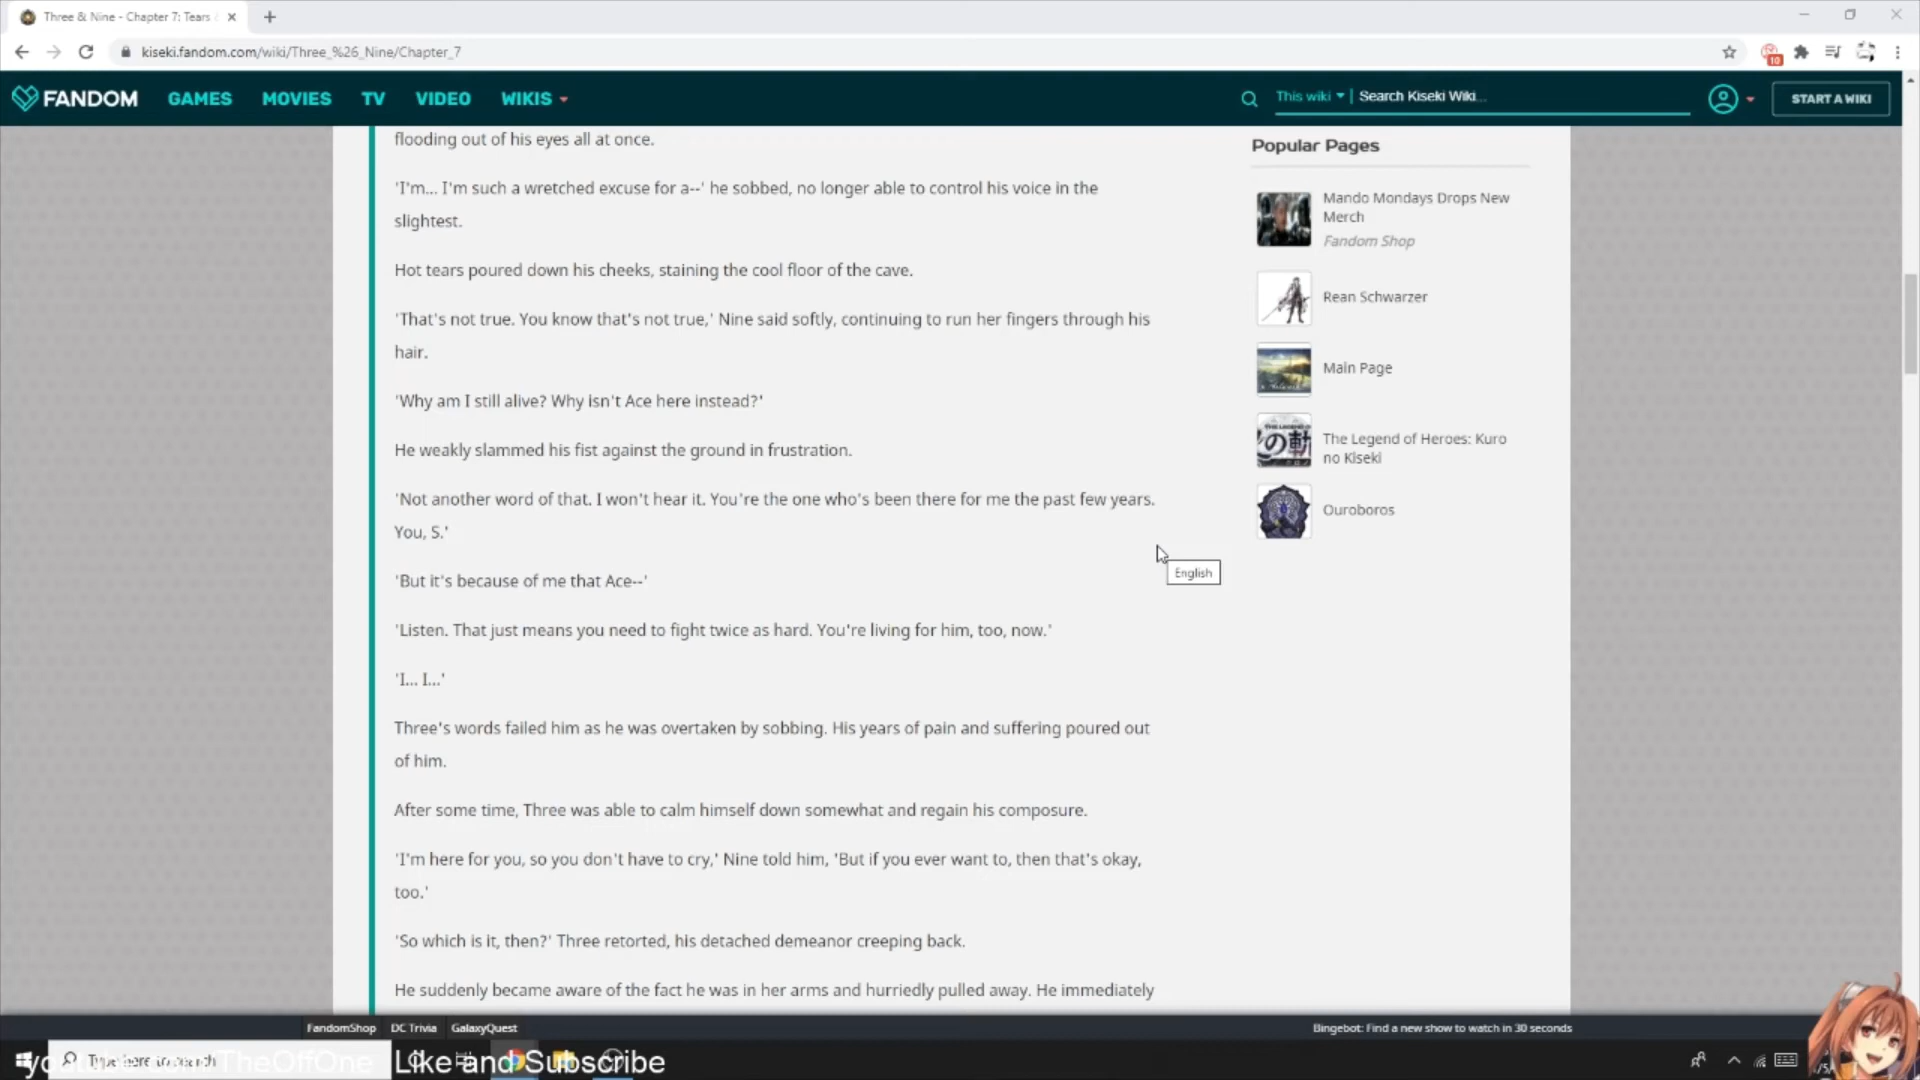 Three & Nine - Chapter 7: Tears
kiseki.fandom.com/wiki/Three_%26_Nine/Chapter_7
10
FANDOM GAMES MOVIES TV VIDEO WIKIS This wiki Search Kiseki Wiki... START A WIKI
flooding out of his eyes all at once.
'I'm... I'm such a wretched excuse for a--' he sobbed, no longer able to control his voice in the
slightest.
Hot tears poured down his cheeks, staining the cool floor of the cave.
'That's not true. You know that's not true,' Nine said softly, continuing to run her fingers through his
hair.
'Why am I still alive? Why isn't Ace here instead?'
He weakly slammed his fist against the ground in frustration.
'Not another word of that. I won't hear it. You're the one who's been there for me the past few years.
You, S.'
'But it's because of me that Ace--'
'Listen. That just means you need to fight twice as hard. You're living for him, too, now.'
'I... I...'
Three's words failed him as he was overtaken by sobbing. His years of pain and suffering poured out
of him.
After some time, Three was able to calm himself down somewhat and regain his composure.
'I'm here for you, so you don't have to cry,' Nine told him, 'But if you ever want to, then that's okay,
too.'
'So which is it, then?' Three retorted, his detached demeanor creeping back.
He suddenly became aware of the fact he was in her arms and hurriedly pulled away. He immediately
Popular Pages
Mando Mondays Drops New
Merch
Fandom Shop
Rean Schwarzer
Main Page
The Legend of Heroes: Kuro
no Kiseki
Ouroboros
English
FandomShop DC Trivia GalaxyQuest
Bingebot: Find a new show to watch in 30 seconds
Type here to search
youtube.com/TheOffOne Like and Subscribe